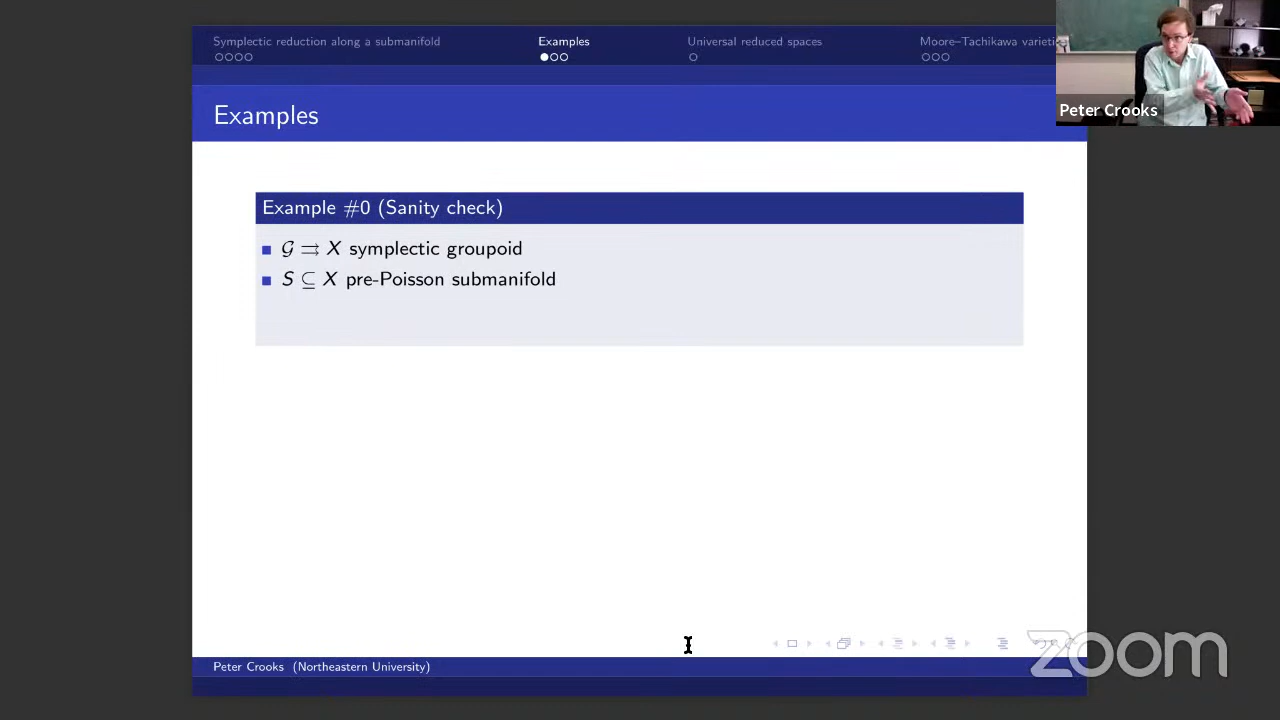 Symplectic reduction along a submanifold
Examples
Universal reduced spaces
Moore–Tachikawa varieti
Peter Crooks
Examples
Example #0 (Sanity check)
𝒢 ⇉ X symplectic groupoid
S ⊆ X pre-Poisson submanifold
Peter Crooks (Northeastern University)
zoom